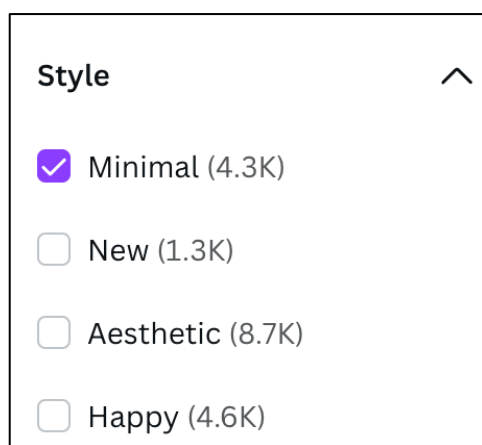 Style
Minimal (4.3K)
New (1.3K)
Aesthetic (8.7K)
Happy (4.6K)